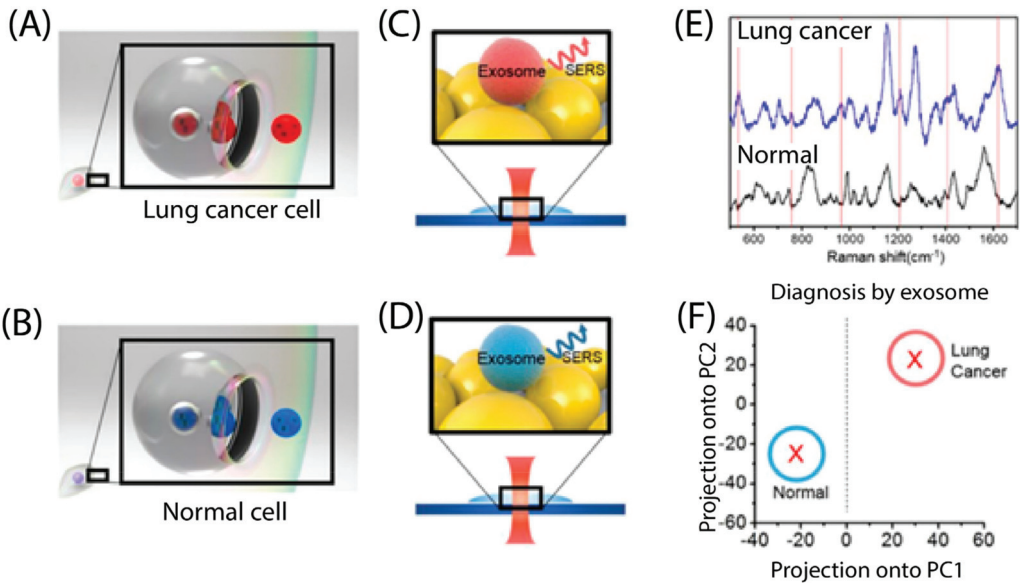 (A)
Lung cancer cell
(B)
Normal cell
(C)
Exosome
SERS
(D)
Exosome
SERS
(E)
Lung cancer
Normal
600 800 1000 1200 1400 1600
Raman shift(cm-1)
Diagnosis by exosome
(F)
Projection onto PC2
40
20
0
-20
-40
-60
Lung
Cancer
X
X
Normal
-40 -20 0 20 40 60
Projection onto PC1